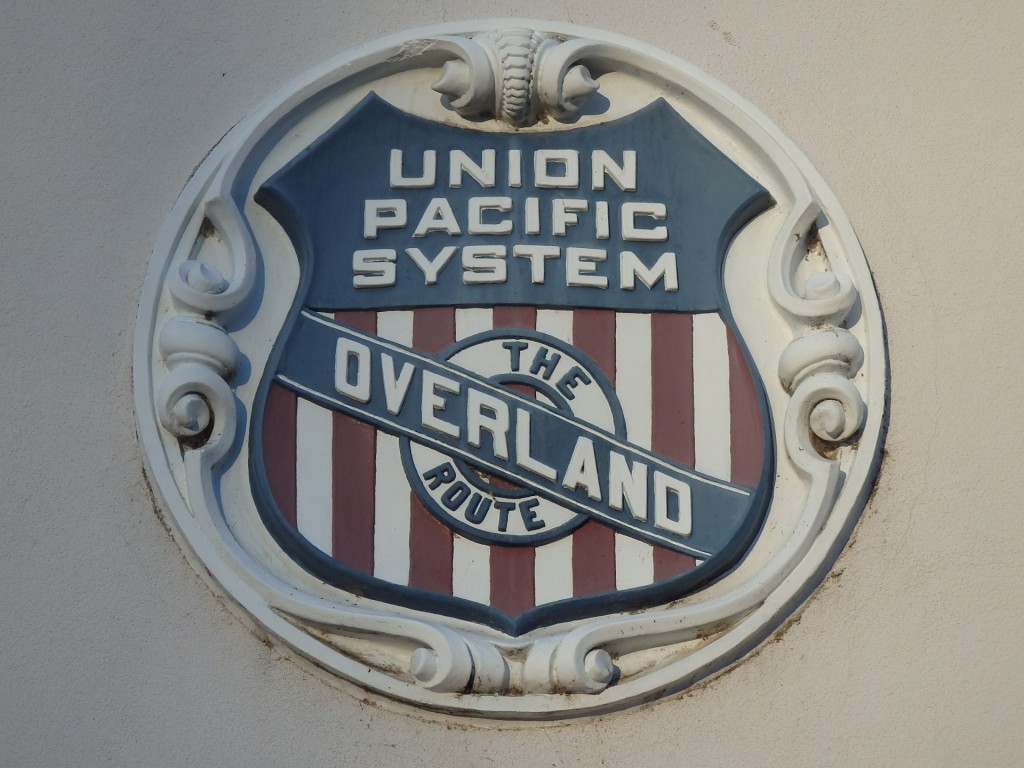 UNION
PACIFIC
SYSTEM
THE
OVERLAND
ROUTE